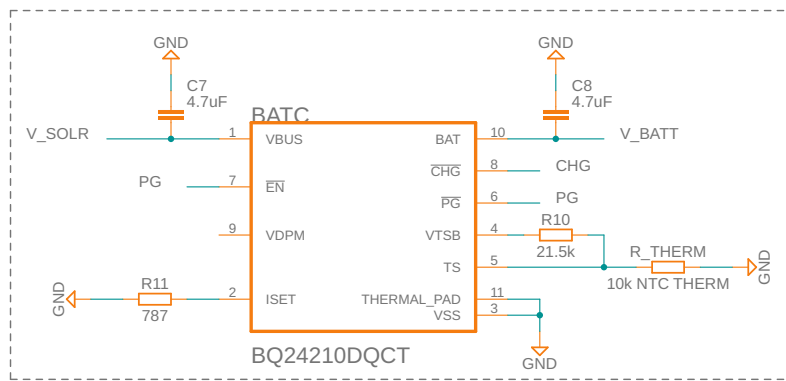 GND
GND
C7
4.7uF
C8
4.7uF
BATC
V_SOLR
1
VBUS
BAT
10
V_BATT
CHG
8
CHG
PG
7
EN
PG
6
PG
R10
9
VDPM
VTSB
4
21.5k
TS
5
R_THERM
GND
10k NTC THERM
GND
R11
787
2
ISET
THERMAL_PAD
11
VSS
3
BQ24210DQCT
GND